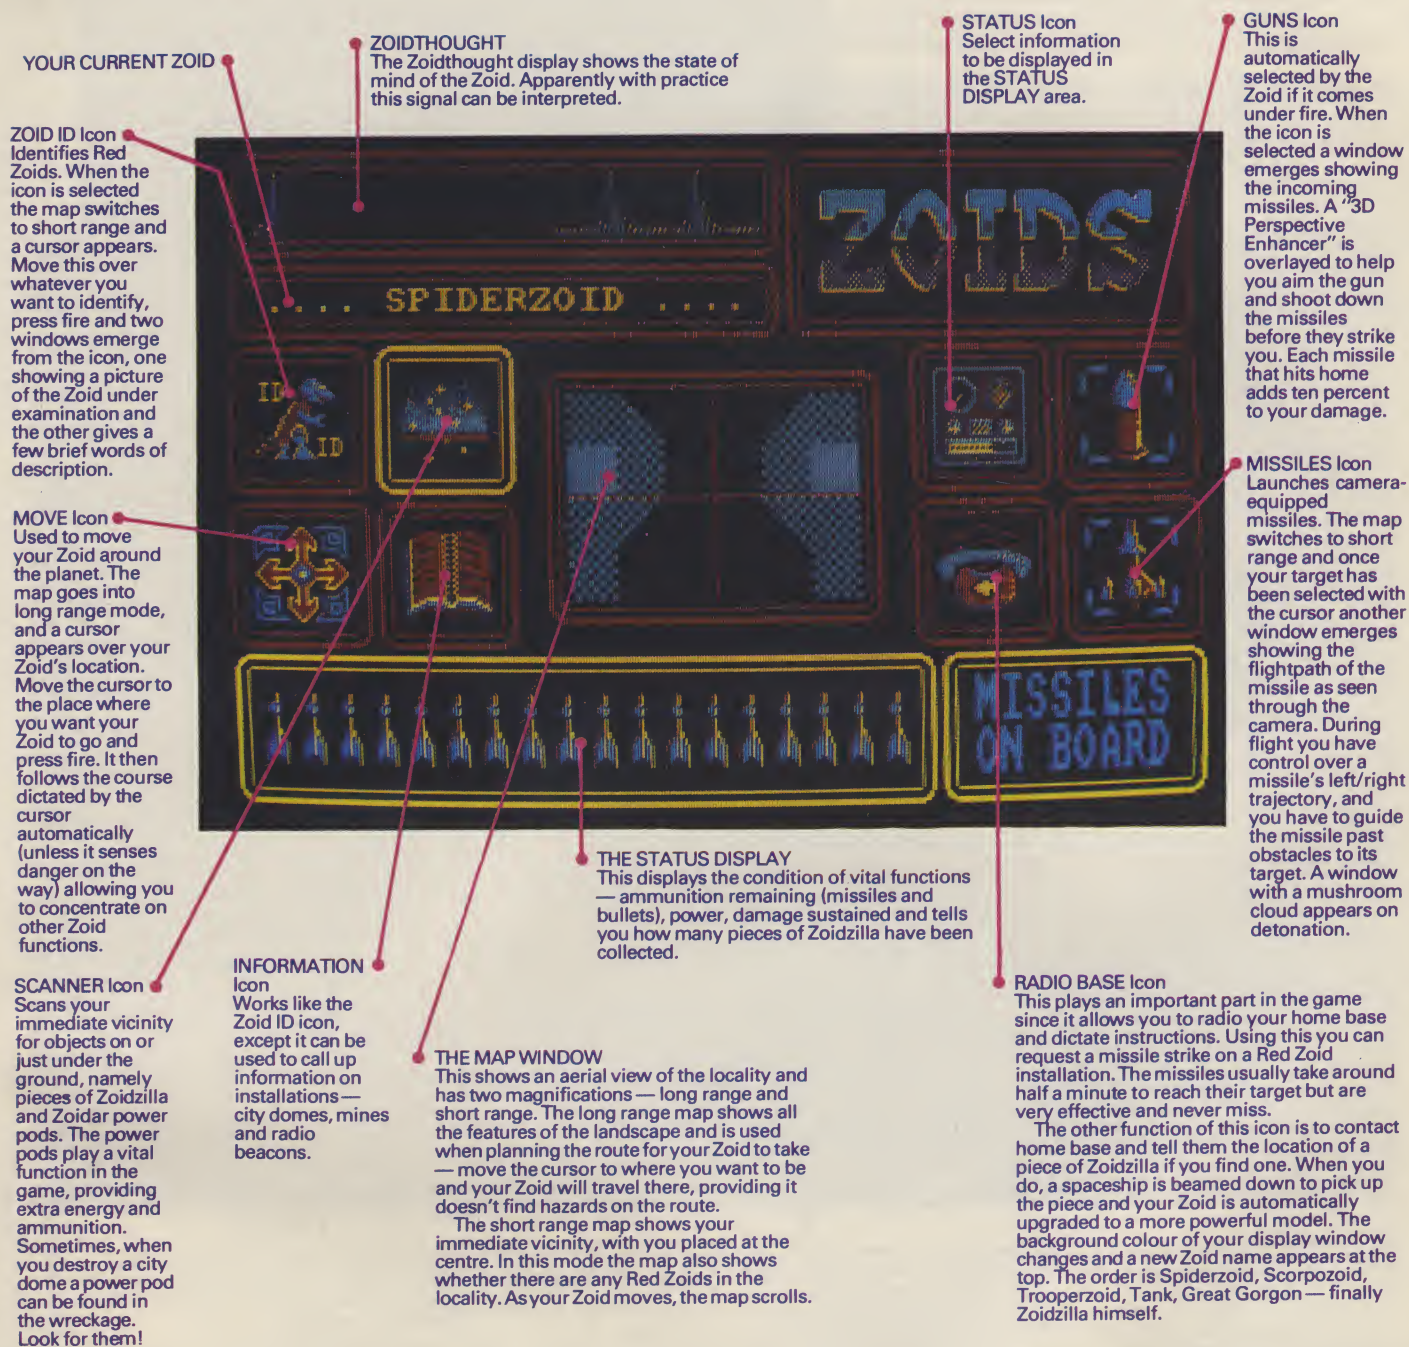 YOUR CURRENT ZOID
ZOIDTHOUGHT
The Zoidthought display shows the state of
mind of the Zoid. Apparently with practice
this signal can be interpreted.
STATUS Icon
Select information
to be displayed in
the STATUS
DISPLAY area.
GUNS Icon
This is
automatically
selected by the
Zoid if it comes
under fire. When
the icon is
selected a window
emerges showing
the incoming
missiles. A "3D
Perspective
Enhancer" is
overlayed to help
you aim the gun
and shoot down
the missiles
before they strike
you. Each missile
that hits home
adds ten percent
to your damage.
ZOID ID Icon
Identifies Red
Zoids. When the
icon is selected
the map switches
to short range and
a cursor appears.
Move this over
whatever you
want to identify,
press fire and two
windows emerge
from the icon, one
showing a picture
of the Zoid under
examination and
the other gives a
few brief words of
description.
ZOIDS
..... SPIDERZOID ....
ID
ID
MISSILES
ON BOARD
MISSILES Icon
Launches camera-
equipped
missiles. The map
switches to short
range and once
your target has
been selected with
the cursor another
window emerges
showing the
flightpath of the
missile as seen
through the
camera. During
flight you have
control over a
missile's left/right
trajectory, and
you have to guide
the missile past
obstacles to its
target. A window
with a mushroom
cloud appears on
detonation.
MOVE Icon
Used to move
your Zoid around
the planet. The
map goes into
long range mode,
and a cursor
appears over your
Zoid's location.
Move the cursor to
the place where
you want your
Zoid to go and
press fire. It then
follows the course
dictated by the
cursor
automatically
(unless it senses
danger on the
way) allowing you
to concentrate on
other Zoid
functions.
THE STATUS DISPLAY
This displays the condition of vital functions
— ammunition remaining (missiles and
bullets), power, damage sustained and tells
you how many pieces of Zoidzilla have been
collected.
SCANNER Icon
Scans your
immediate vicinity
for objects on or
just under the
ground, namely
pieces of Zoidzilla
and Zoidar power
pods. The power
pods play a vital
function in the
game, providing
extra energy and
ammunition.
Sometimes, when
you destroy a city
dome a power pod
can be found in
the wreckage.
Look for them!
INFORMATION
Icon
Works like the
Zoid ID icon,
except it can be
used to call up
information on
installations —
city domes, mines
and radio
beacons.
THE MAP WINDOW
This shows an aerial view of the locality and
has two magnifications — long range and
short range. The long range map shows all
the features of the landscape and is used
when planning the route for your Zoid to take
— move the cursor to where you want to be
and your Zoid will travel there, providing it
doesn't find hazards on the route.
The short range map shows your
immediate vicinity, with you placed at the
centre. In this mode the map also shows
whether there are any Red Zoids in the
locality. As your Zoid moves, the map scrolls.
RADIO BASE Icon
This plays an important part in the game
since it allows you to radio your home base
and dictate instructions. Using this you can
request a missile strike on a Red Zoid
installation. The missiles usually take around
half a minute to reach their target but are
very effective and never miss.
The other function of this icon is to contact
home base and tell them the location of a
piece of Zoidzilla if you find one. When you
do, a spaceship is beamed down to pick up
the piece and your Zoid is automatically
upgraded to a more powerful model. The
background colour of your display window
changes and a new Zoid name appears at the
top. The order is Spiderzoid, Scorpozoid,
Trooperzoid, Tank, Great Gorgon — finally
Zoidzilla himself.